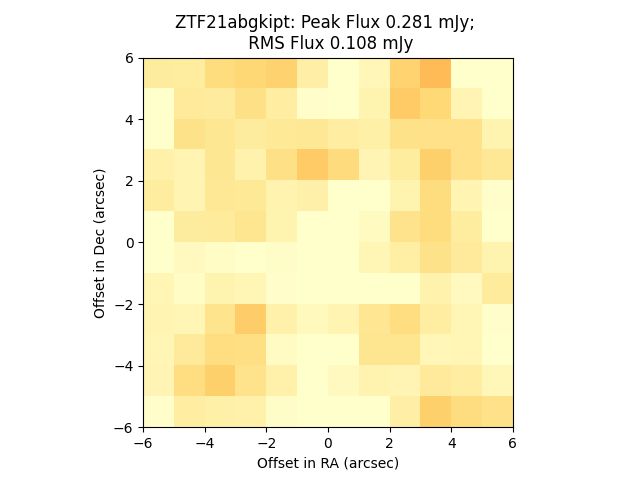 ZTF21abgkipt: Peak Flux 0.281 mJy;
RMS Flux 0.108 mJy
6
4
2
0
−2
−4
−6
Offset in Dec (arcsec)
−6 −4 −2 0 2 4 6
Offset in RA (arcsec)